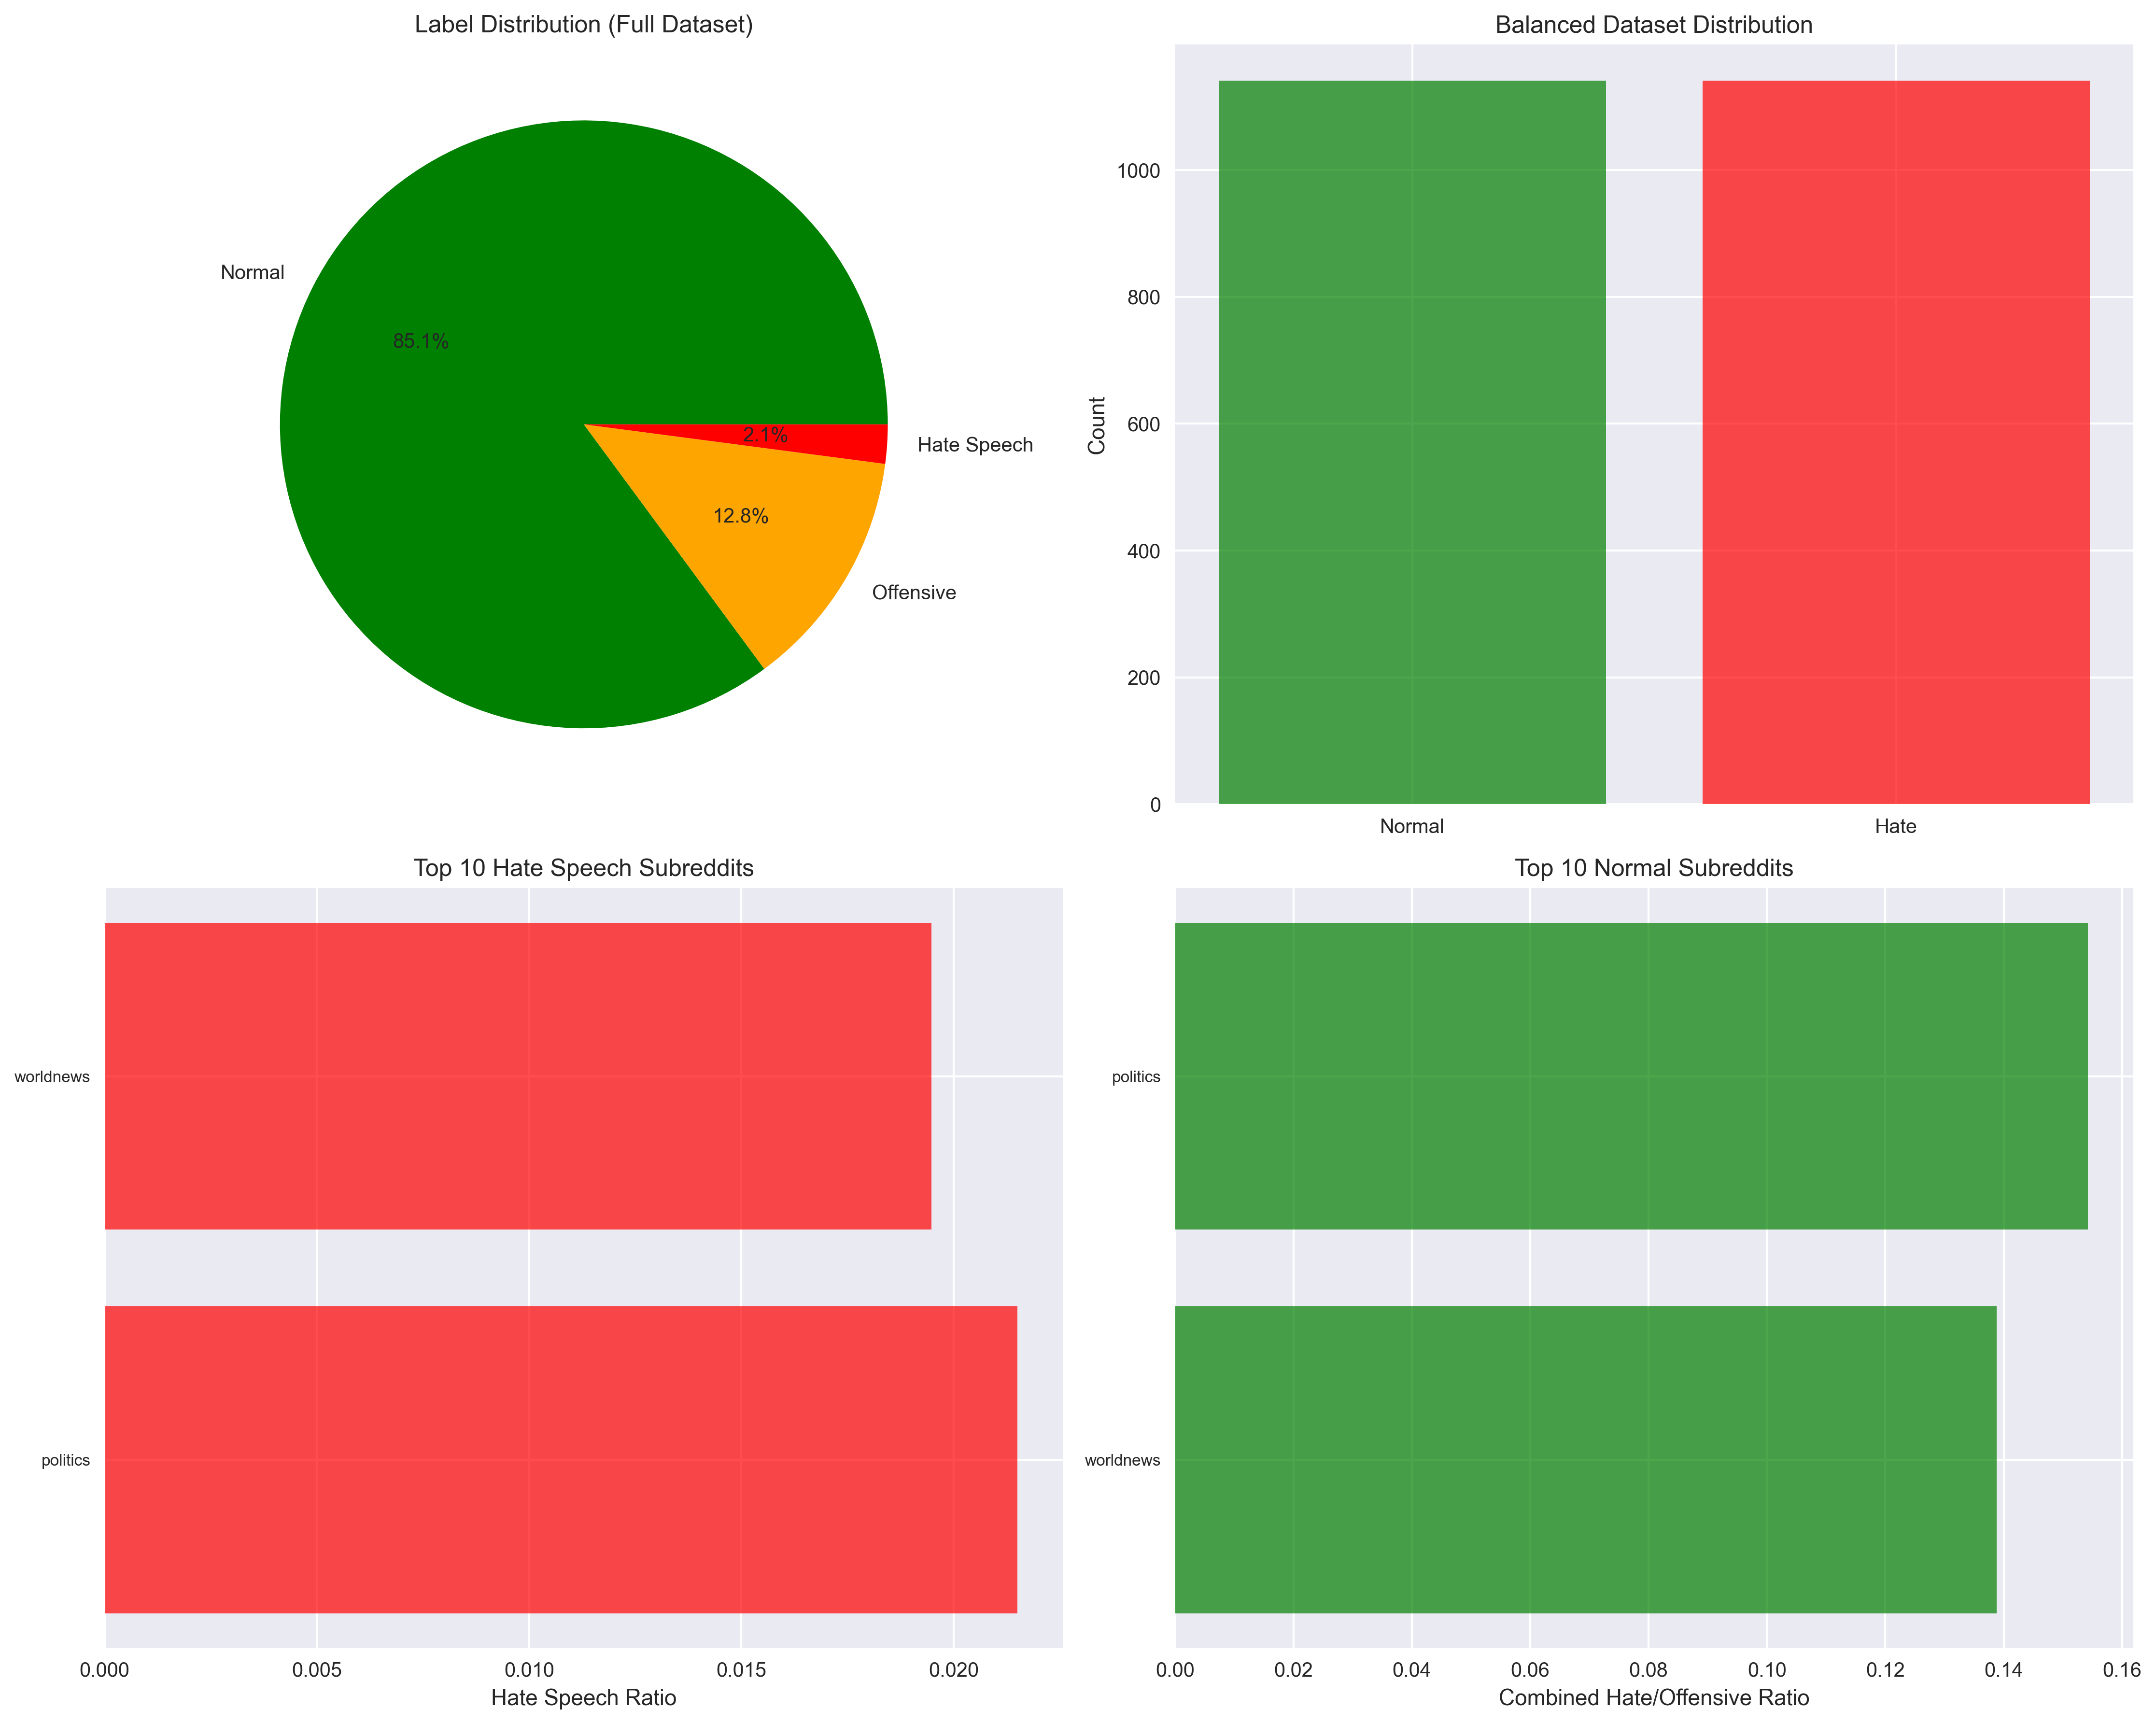 Label Distribution (Full Dataset)
Normal
85.1%
2.1%
Hate Speech
12.8%
Offensive
Balanced Dataset Distribution
Count
1000
800
600
400
200
0
Normal
Hate
Top 10 Hate Speech Subreddits
worldnews
politics
0.000 0.005 0.010 0.015 0.020
Hate Speech Ratio
Top 10 Normal Subreddits
politics
worldnews
0.00 0.02 0.04 0.06 0.08 0.10 0.12 0.14 0.16
Combined Hate/Offensive Ratio